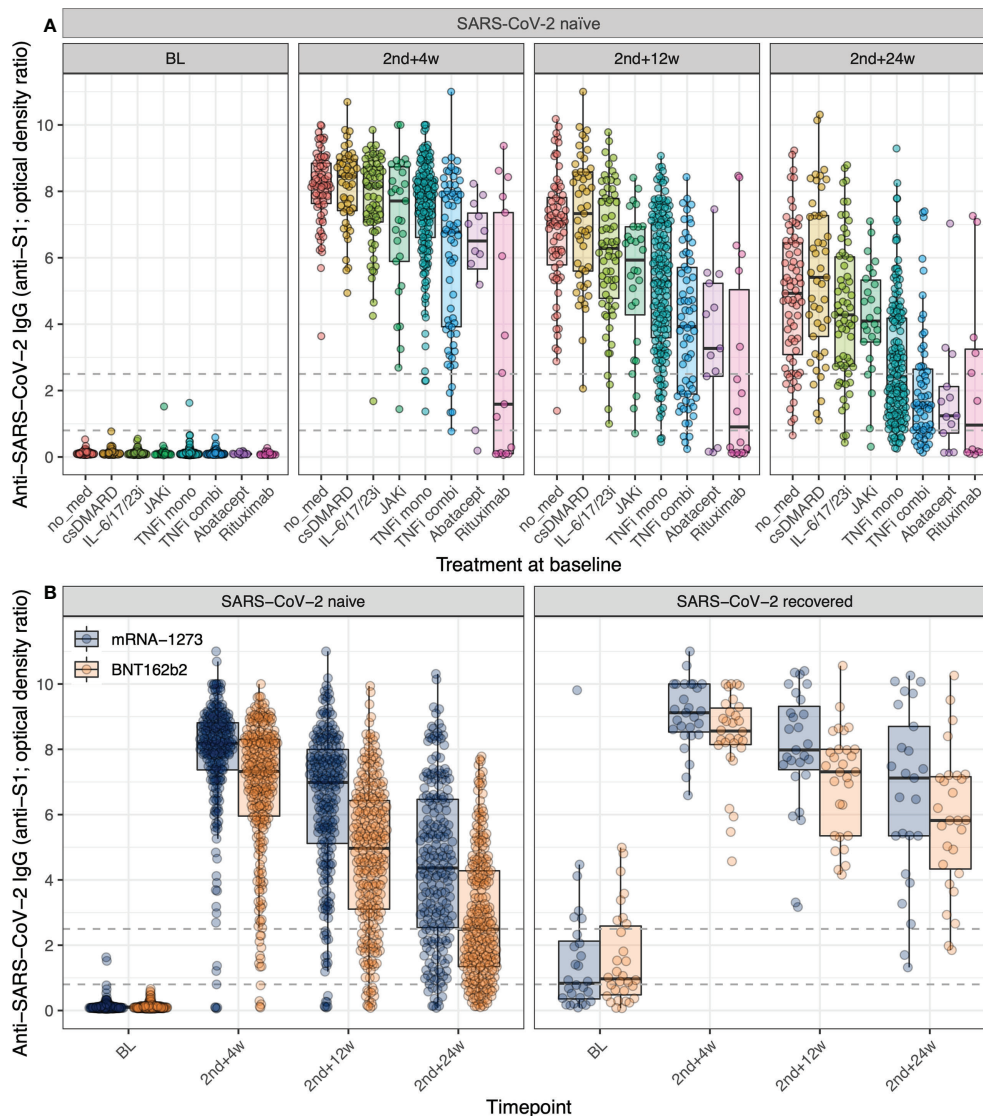 A
SARS-CoV-2 naïve
BL
2nd+4w
2nd+12w
2nd+24w
Anti-SARS-CoV-2 IgG (anti-S1; optical density ratio)
10
8
6
4
2
0
no_med
csDMARD
IL-6/17/23i
JAKi
TNFi mono
TNFi combi
Abatacept
Rituximab
no_med
csDMARD
IL-6/17/23i
JAKi
TNFi mono
TNFi combi
Abatacept
Rituximab
no_med
csDMARD
IL-6/17/23i
JAKi
TNFi mono
TNFi combi
Abatacept
Rituximab
no_med
csDMARD
IL-6/17/23i
JAKi
TNFi mono
TNFi combi
Abatacept
Rituximab
Treatment at baseline
B
SARS−CoV−2 naive
SARS−CoV−2 recovered
mRNA−1273
BNT162b2
Anti−SARS−CoV−2 IgG (anti−S1; optical density ratio)
10
8
6
4
2
0
BL
2nd+4w
2nd+12w
2nd+24w
BL
2nd+4w
2nd+12w
2nd+24w
Timepoint